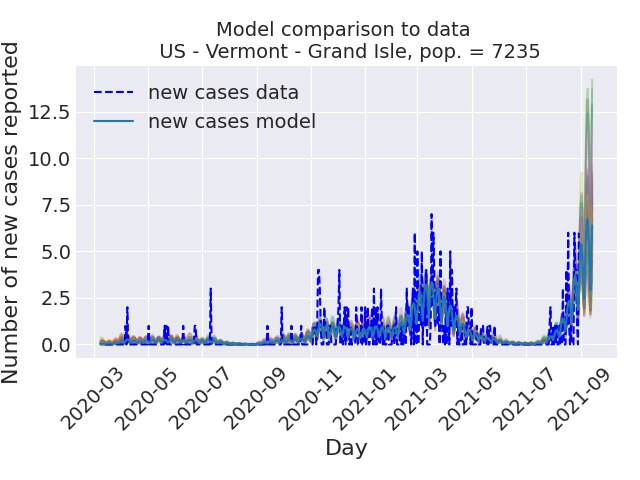 Model comparison to data
US - Vermont - Grand Isle, pop. = 7235
new cases data
new cases model
Number of new cases reported
12.5
10.0
7.5
5.0
2.5
0.0
2020-03
2020-05
2020-07
2020-09
2020-11
2021-01
2021-03
2021-05
2021-07
2021-09
Day